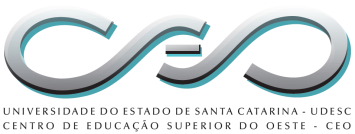 UNIVERSIDADE DO ESTADO DE SANTA CATARINA - UDESC
CENTRO DE EDUCAÇÃO SUPERIOR DO OESTE - CEO